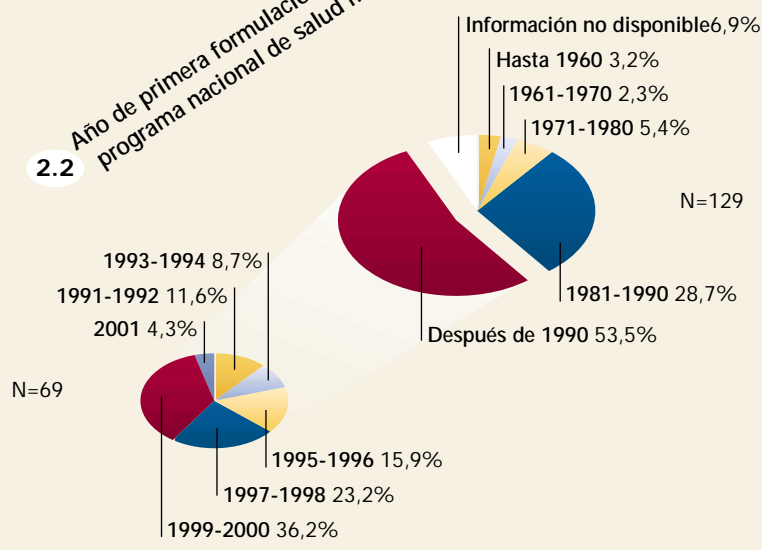 2.2
Año de primera formulación
programa nacional de salud
Información no disponible6,9%
Hasta 1960 3,2%
1961-1970 2,3%
1971-1980 5,4%
N=129
1981-1990 28,7%
Después de 1990 53,5%
1993-1994 8,7%
1991-1992 11,6%
2001 4,3%
N=69
1995-1996 15,9%
1997-1998 23,2%
1999-2000 36,2%